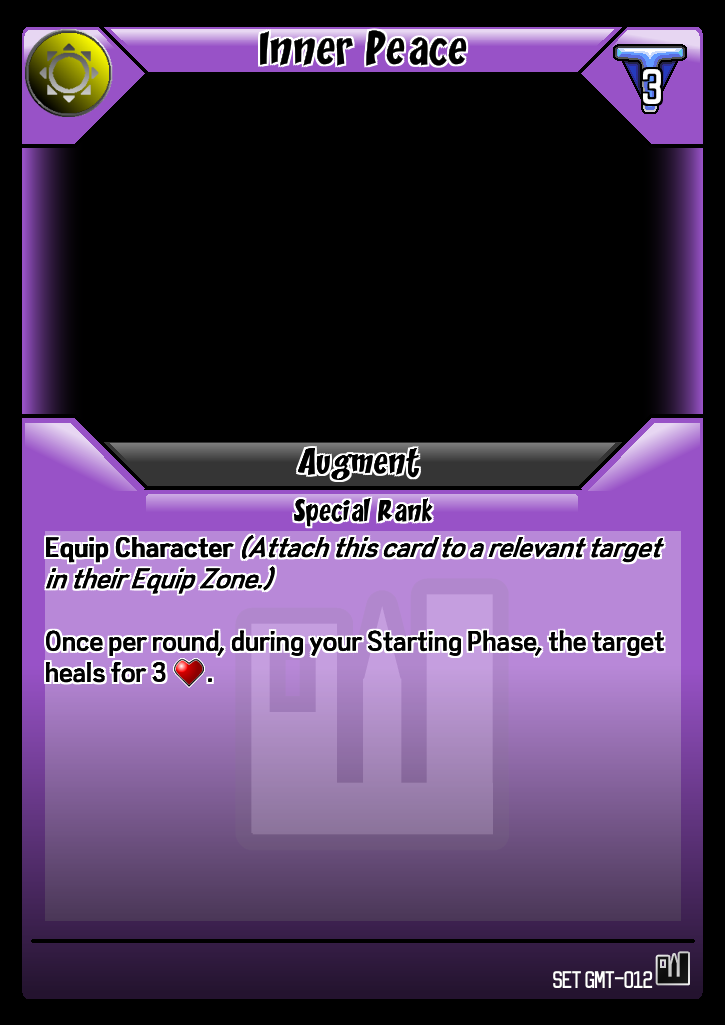 Inner Peace
3
Augment
Special Rank
Equip Character (Attach this card to a relevant target
in their Equip Zone.)
Once per round, during your Starting Phase, the target
heals for 3 .
SET GMT-012